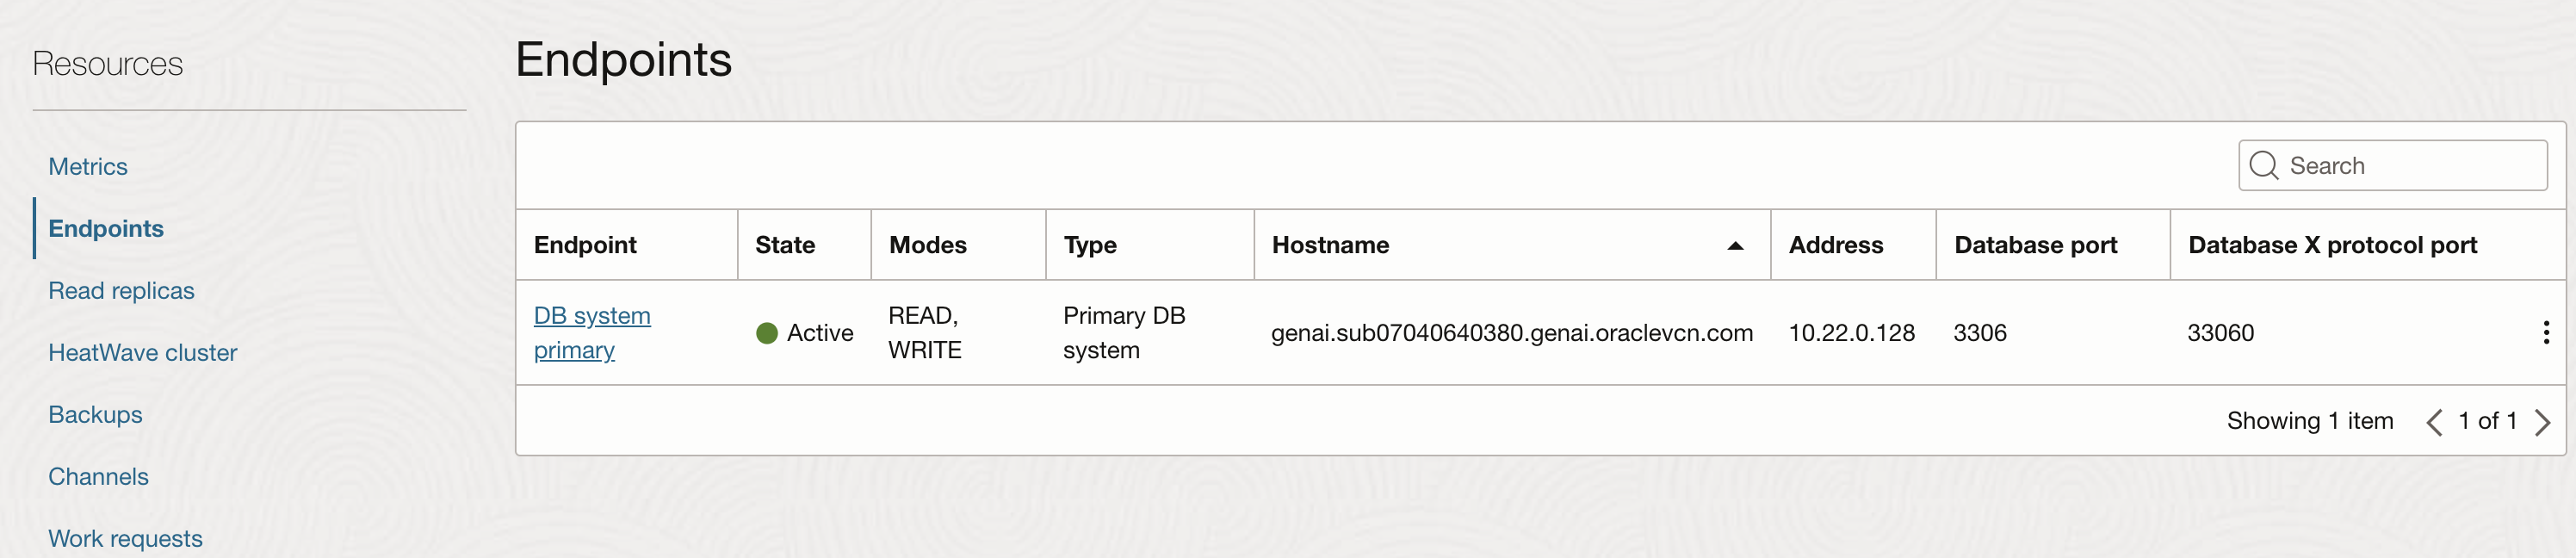 Resources
Metrics
Endpoints
Read replicas
HeatWave cluster
Backups
Channels
Work requests
Endpoints
Search
Endpoint State Modes Type Hostname Address Database port Database X protocol port
DB system primary Active READ, WRITE Primary DB system genai.sub07040640380.genai.oraclevcn.com 10.22.0.128 3306 33060
Showing 1 item 1 of 1